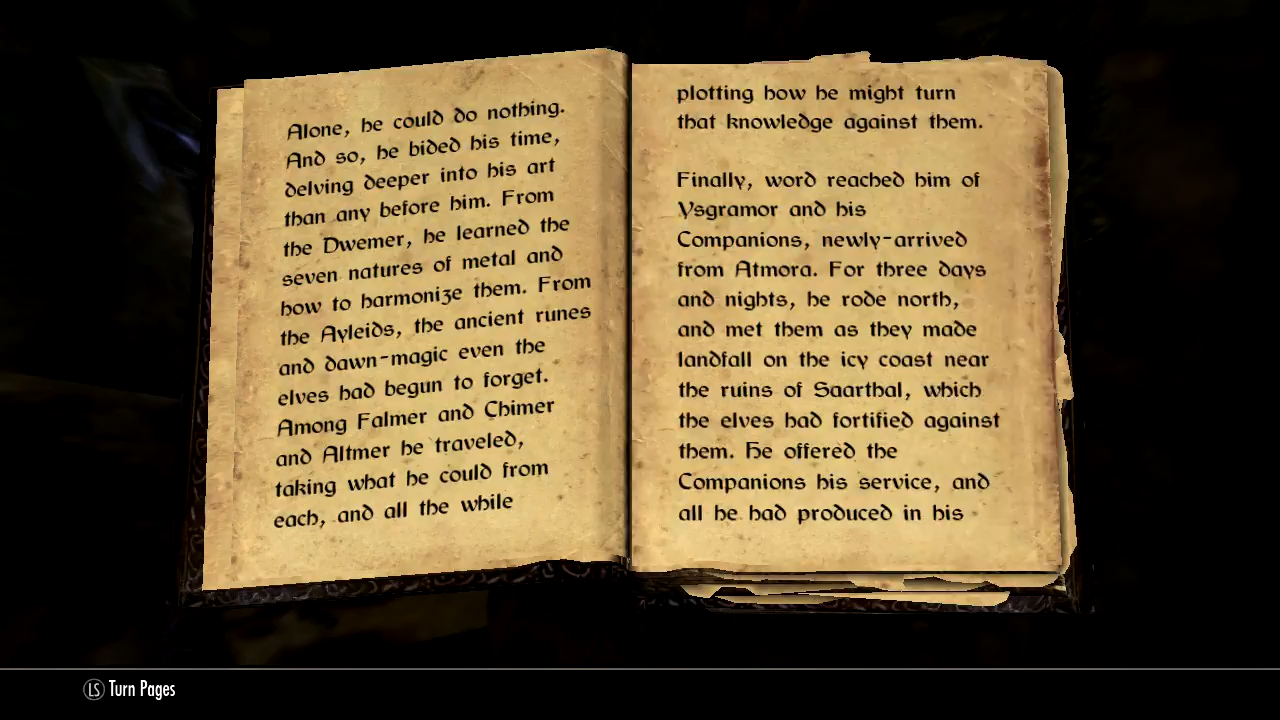 Alone, he could do nothing.
And so, he bided his time,
delving deeper into his art
than any before him. From
the Dwemer, he learned the
seven natures of metal and
how to harmonize them. From
the Ayleids, the ancient runes
and dawn-magic even the
elves had begun to forget.
Among Falmer and Chimer
and Altmer he traveled,
taking what he could from
each, and all the while
plotting how he might turn
that knowledge against them.
Finally, word reached him of
Ysgramor and his
Companions, newly-arrived
from Atmora. For three days
and nights, he rode north,
and met them as they made
landfall on the icy coast near
the ruins of Saarthal, which
the elves had fortified against
them. He offered the
Companions his service, and
all he had produced in his
LS Turn Pages